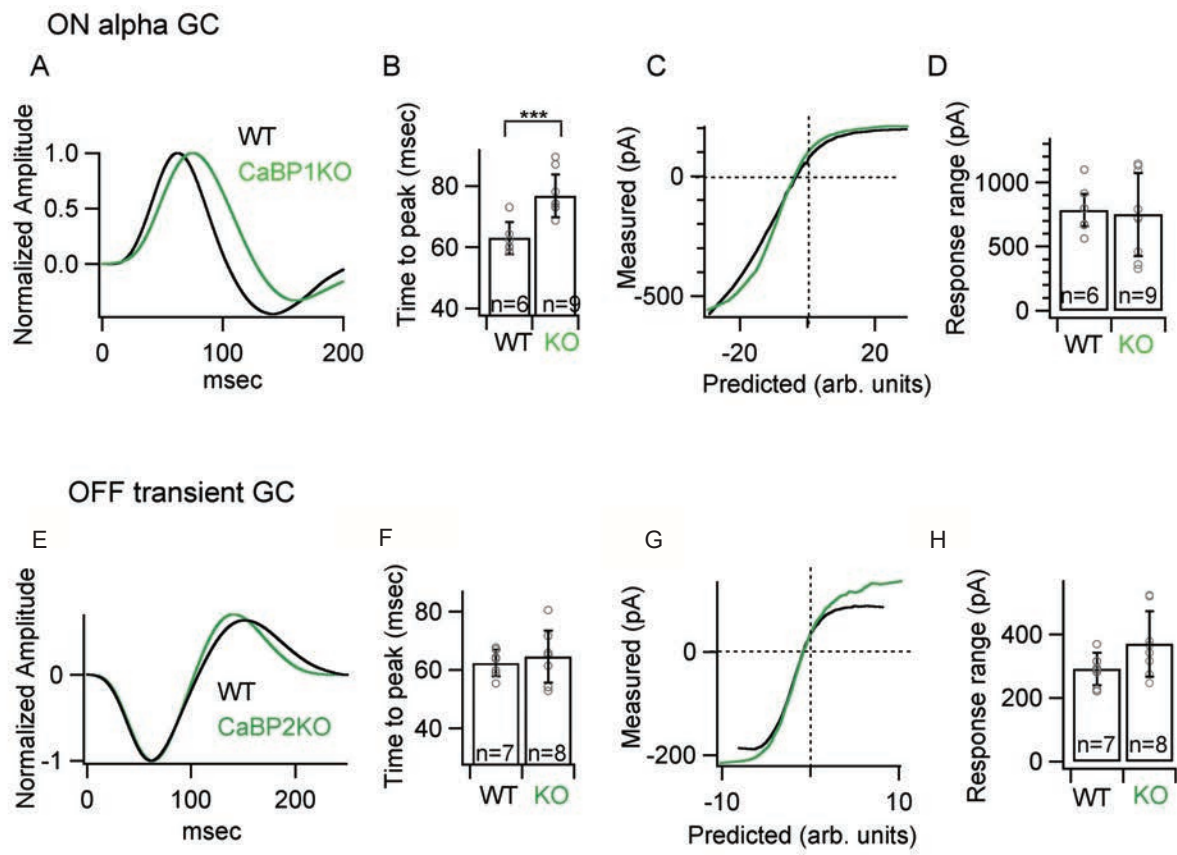 ON alpha GC
A
B
C
D
Normalized Amplitude
1.0
0.5
0.0
WT
CaBP1KO
0
100
200
msec
Time to peak (msec)
80
60
40
***
n=6
n=9
WT
KO
Measured (pA)
0
-500
-20
0
20
Predicted (arb. units)
Response range (pA)
1000
500
0
n=6
n=9
WT
KO
OFF transient GC
E
F
G
H
Normalized Amplitude
0
-1
WT
CaBP2KO
0
100
200
msec
Time to peak (msec)
80
60
40
n=7
n=8
WT
KO
Measured (pA)
0
-200
-10
0
10
Predicted (arb. units)
Response range (pA)
400
200
0
n=7
n=8
WT
KO